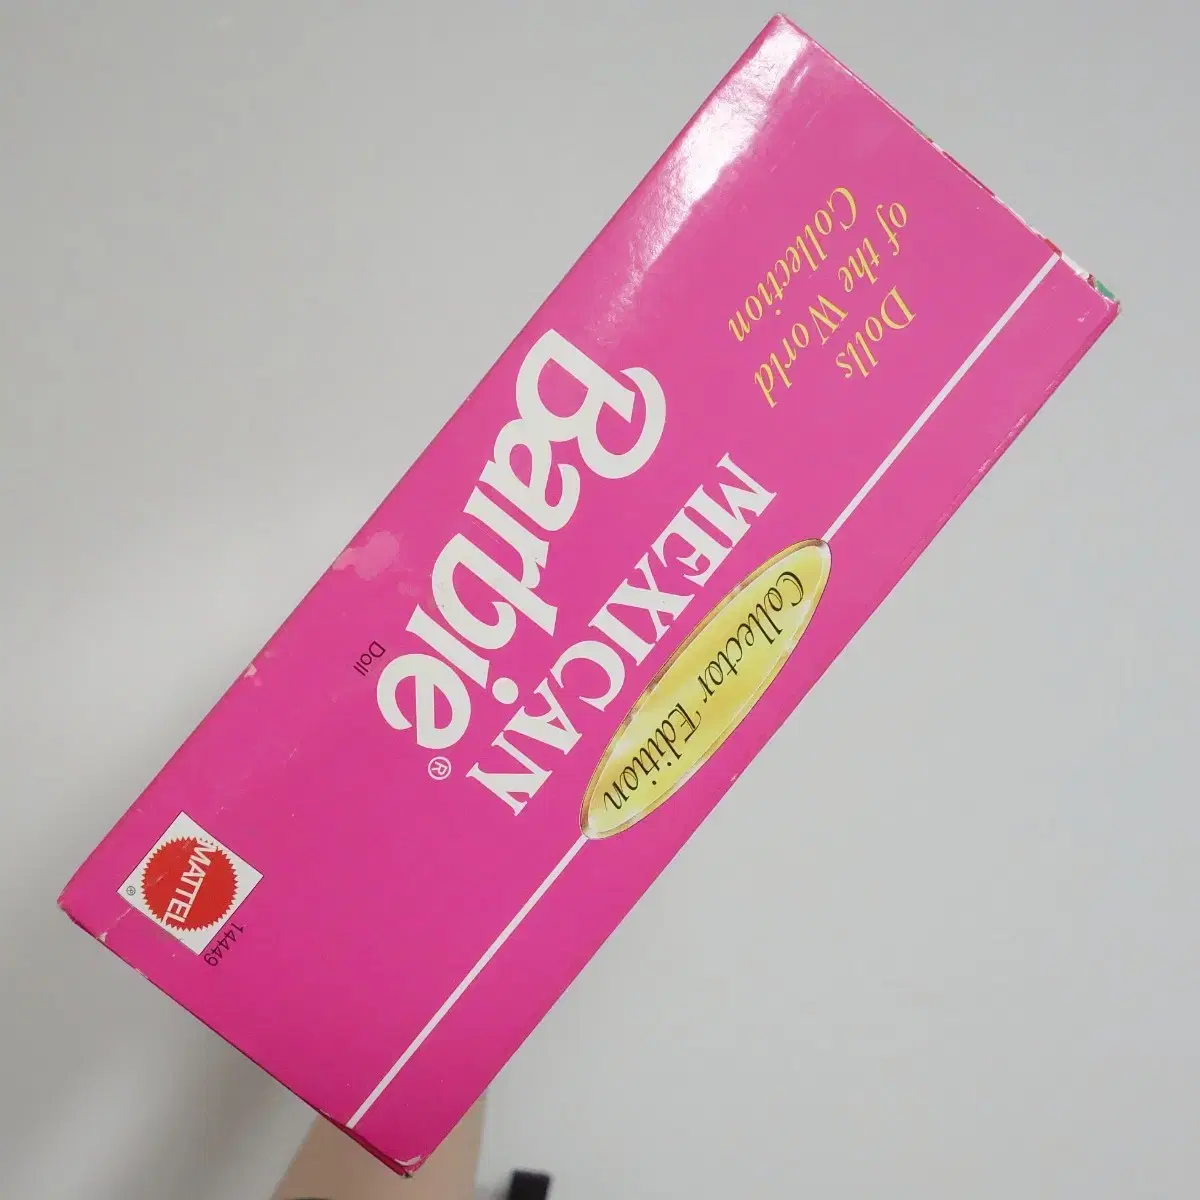 Dolls
of the World
Collection
Collector Edition
MEXICAN
Barbie®
Doll
14449
MATTEL
®